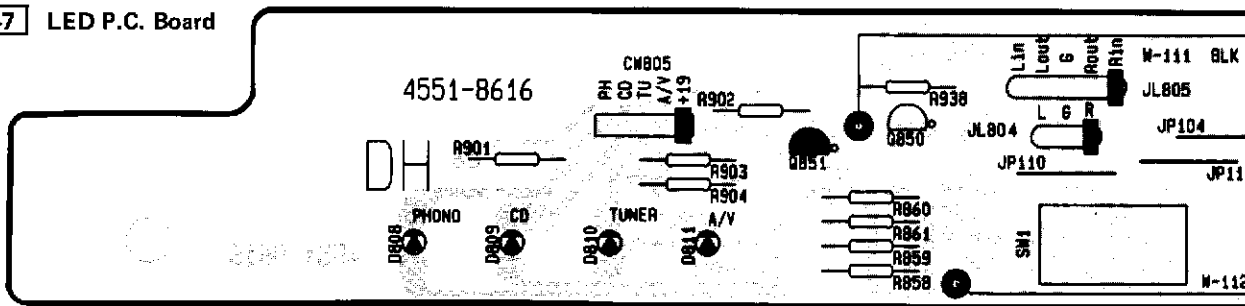 47 LED P.C. Board
4551-8616
CW805
PH
CD
TU
A/V
+19
R902
R938
Lin
Lout
G
Rout
Rin
W-111 BLK
JL805
L G R
JL804
JP104
Q850
Q851
R901
R903
R904
JP110
JP11
PHONO
CD
TUNER
A/V
D808
D809
D810
D811
R860
R861
R859
R858
SW1
W-112